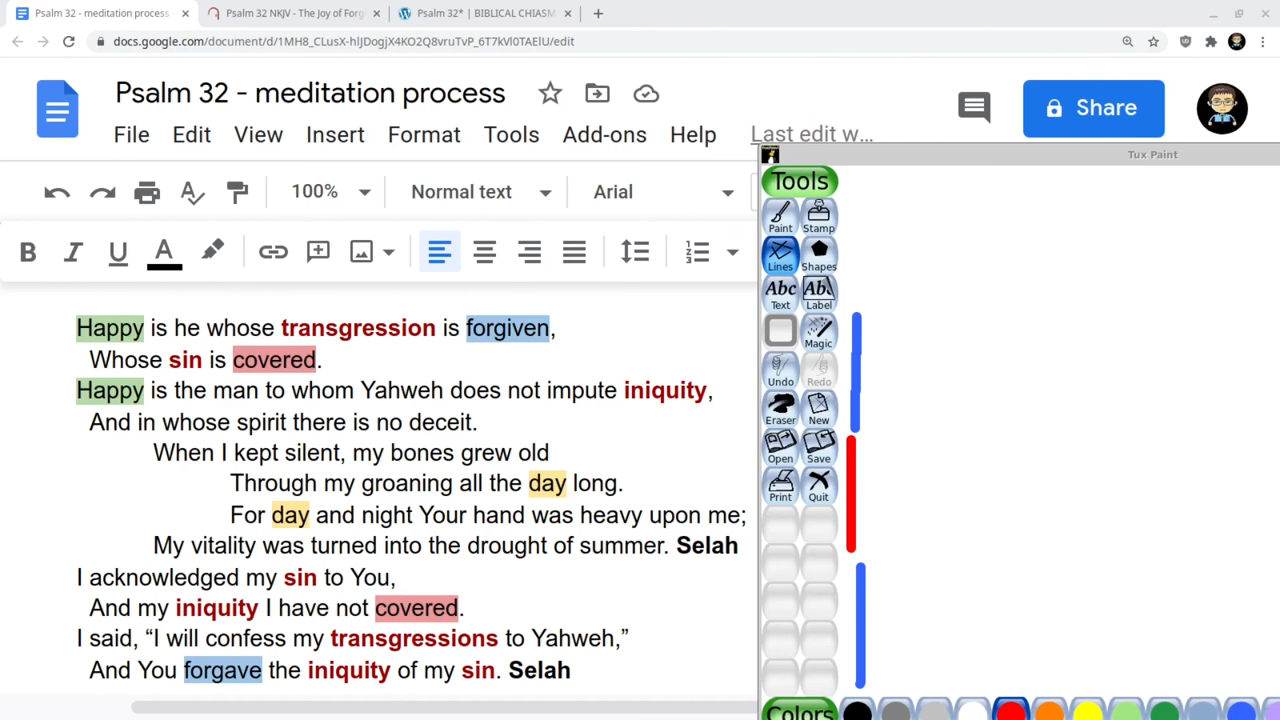 Psalm 32 - meditation process
Psalm 32 NKJV - The Joy of Forg
Psalm 32* | BIBLICAL CHIASM
docs.google.com/document/d/1MH8_CLusX-hlJDogjX4KO2Q8vruTvP_6T7kVl0TAElU/edit
Psalm 32 - meditation process
Share
File Edit View Insert Format Tools Add-ons Help Last edit w...
Tux Paint
100% Normal text Arial
B I U A
Tools
Paint Stamp
Lines Shapes
Abc Abc
Text Label
Magic
Undo Redo
Eraser New
Open Save
Print Quit
Colors
Happy is he whose transgression is forgiven,
Whose sin is covered.
Happy is the man to whom Yahweh does not impute iniquity,
And in whose spirit there is no deceit.
When I kept silent, my bones grew old
Through my groaning all the day long.
For day and night Your hand was heavy upon me;
My vitality was turned into the drought of summer. Selah
I acknowledged my sin to You,
And my iniquity I have not covered.
I said, “I will confess my transgressions to Yahweh,”
And You forgave the iniquity of my sin. Selah